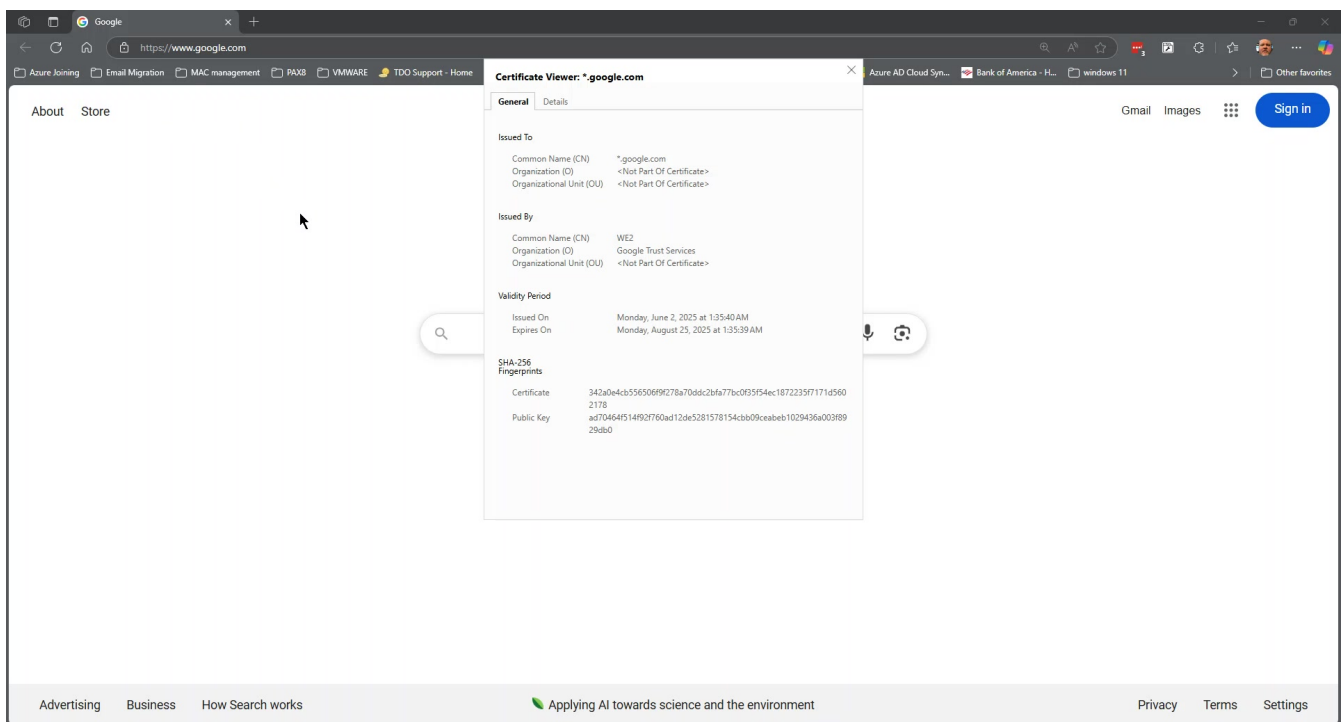 Google
https://www.google.com
Azure Joining Email Migration MAC management PAX8 VMWARE TDO Support - Home Azure AD Cloud Syn... Bank of America - H... windows 11 Other favorites
About Store Gmail Images Sign in
Certificate Viewer: *.google.com
General Details
Issued To
Common Name (CN) *.google.com
Organization (O) <Not Part Of Certificate>
Organizational Unit (OU) <Not Part Of Certificate>
Issued By
Common Name (CN) WE2
Organization (O) Google Trust Services
Organizational Unit (OU) <Not Part Of Certificate>
Validity Period
Issued On Monday, June 2, 2025 at 1:35:40 AM
Expires On Monday, August 25, 2025 at 1:35:39 AM
SHA-256
Fingerprints
Certificate 342a0e4cb556506f9f278a70ddc2bfa77bc0f35f54ec1872235f7171d560
2178
Public Key ad70464f514f92f760ad12de5281578154cbb09ceabeb1029436a003f89
29db0
Advertising Business How Search works Applying AI towards science and the environment Privacy Terms Settings